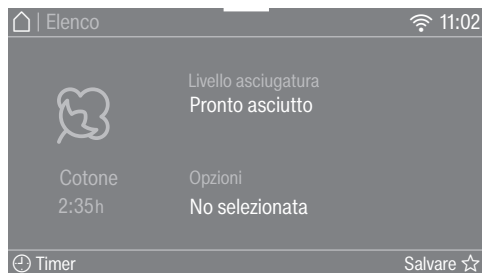 | Elenco 11:02
Livello asciugatura
Pronto asciutto
Cotone
2:35h
Opzioni
No selezionata
Timer Salvare